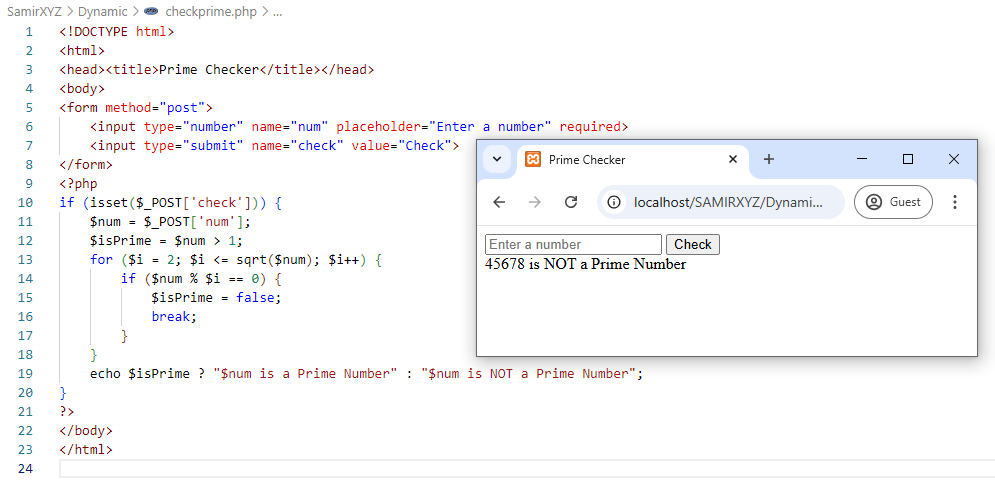 SamirXYZ > Dynamic > checkprime.php > ...
1 <!DOCTYPE html>
2 <html>
3 <head><title>Prime Checker</title></head>
4 <body>
5 <form method="post">
6     <input type="number" name="num" placeholder="Enter a number" required>
7     <input type="submit" name="check" value="Check">
8 </form>
9 <?php
10 if (isset($_POST['check'])) {
11     $num = $_POST['num'];
12     $isPrime = $num > 1;
13     for ($i = 2; $i <= sqrt($num); $i++) {
14         if ($num % $i == 0) {
15             $isPrime = false;
16             break;
17         }
18     }
19     echo $isPrime ? "$num is a Prime Number" : "$num is NOT a Prime Number";
20 }
21 ?>
22 </body>
23 </html>
24
Prime Checker
localhost/SAMIRXYZ/Dynami...
Guest
Enter a number Check
45678 is NOT a Prime Number